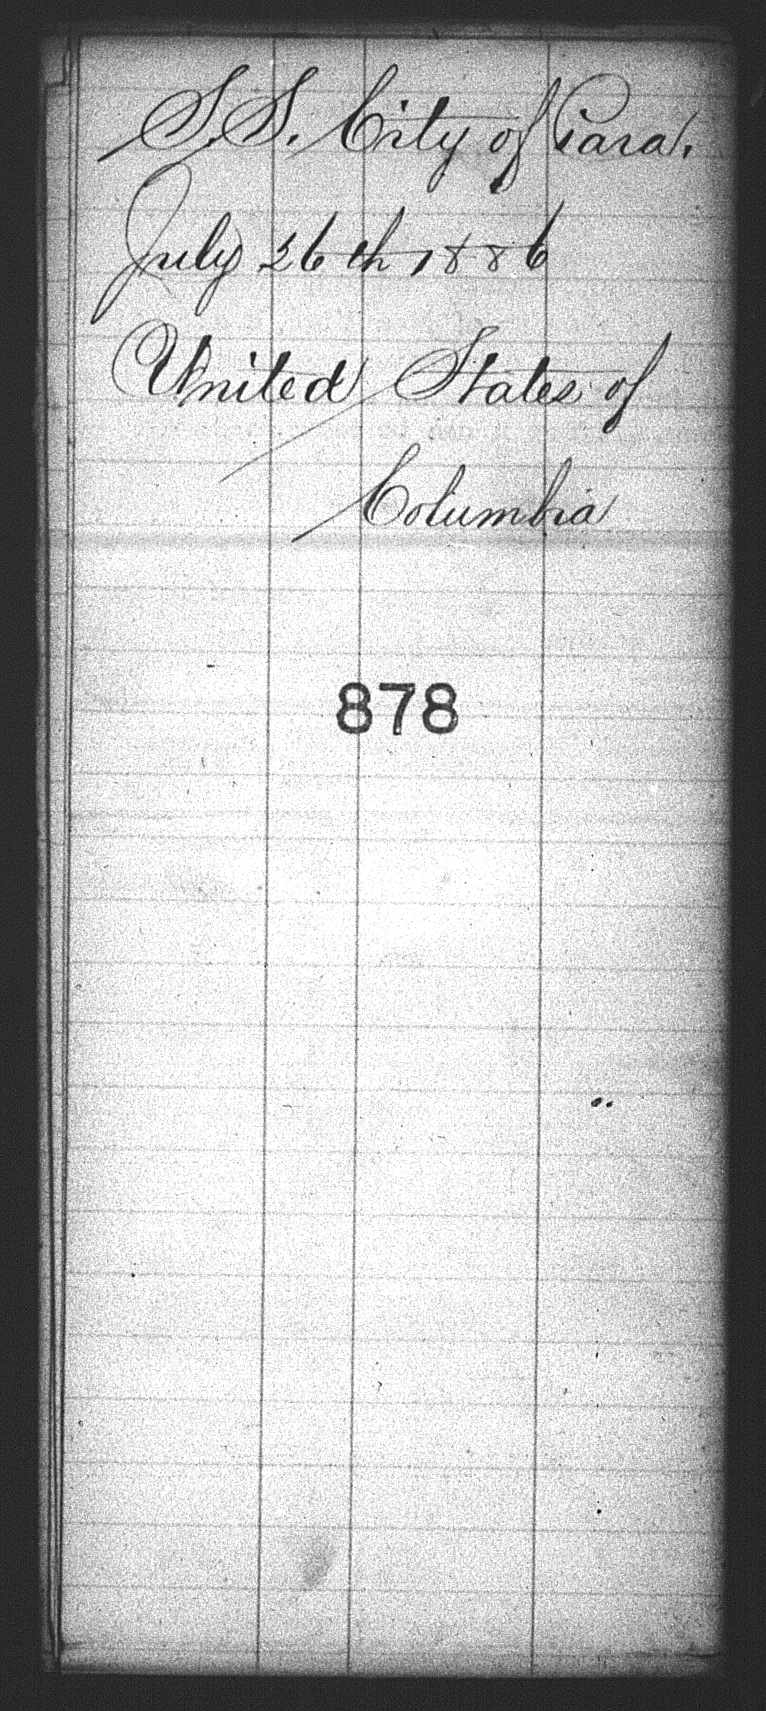 S.S. City of Para.
July 26th 1886
United States of
Columbia
878